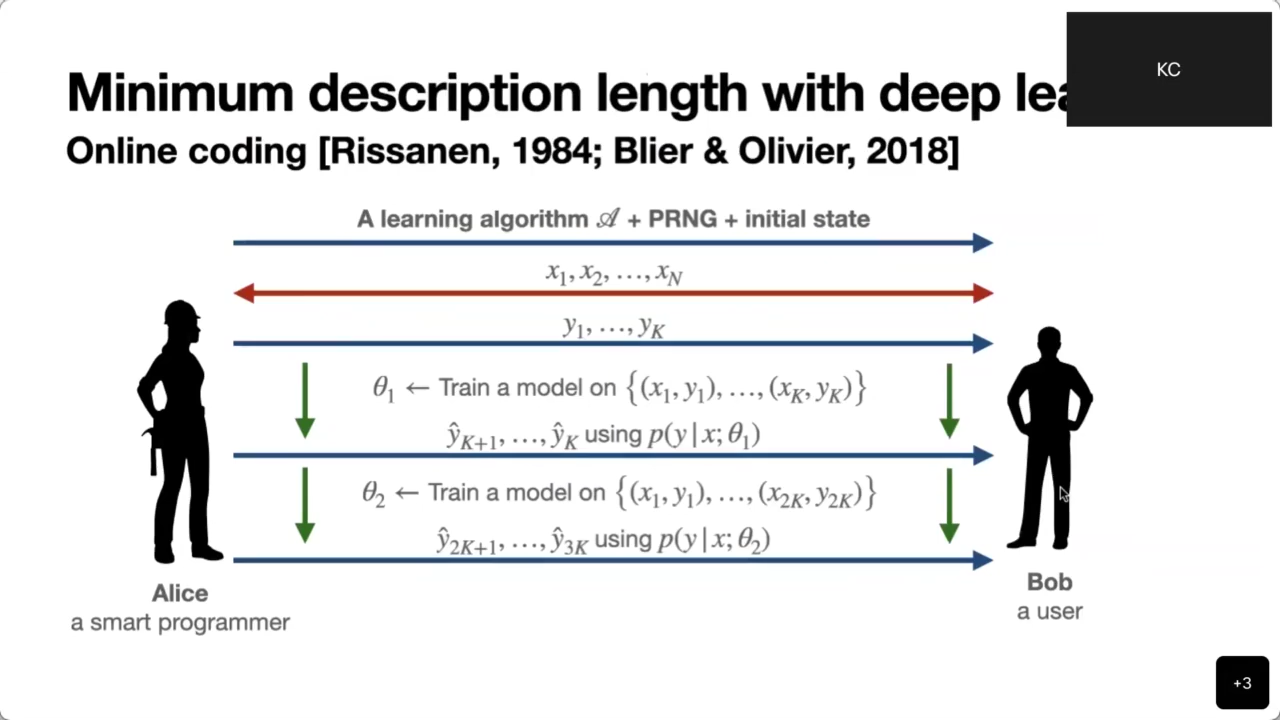 KC
Minimum description length with deep
Online coding [Rissanen, 1984; Blier & Olivier, 2018]
A learning algorithm 𝒜 + PRNG + initial state
x₁, x₂, …, x_N
y₁, …, y_K
θ₁ ← Train a model on {(x₁, y₁), …, (x_K, y_K)}
ŷ_{K+1}, …, ŷ_K using p(y | x; θ₁)
θ₂ ← Train a model on {(x₁, y₁), …, (x_{2K}, y_{2K})}
ŷ_{2K+1}, …, ŷ_{3K} using p(y | x; θ₂)
Alice
a smart programmer
Bob
a user
+3